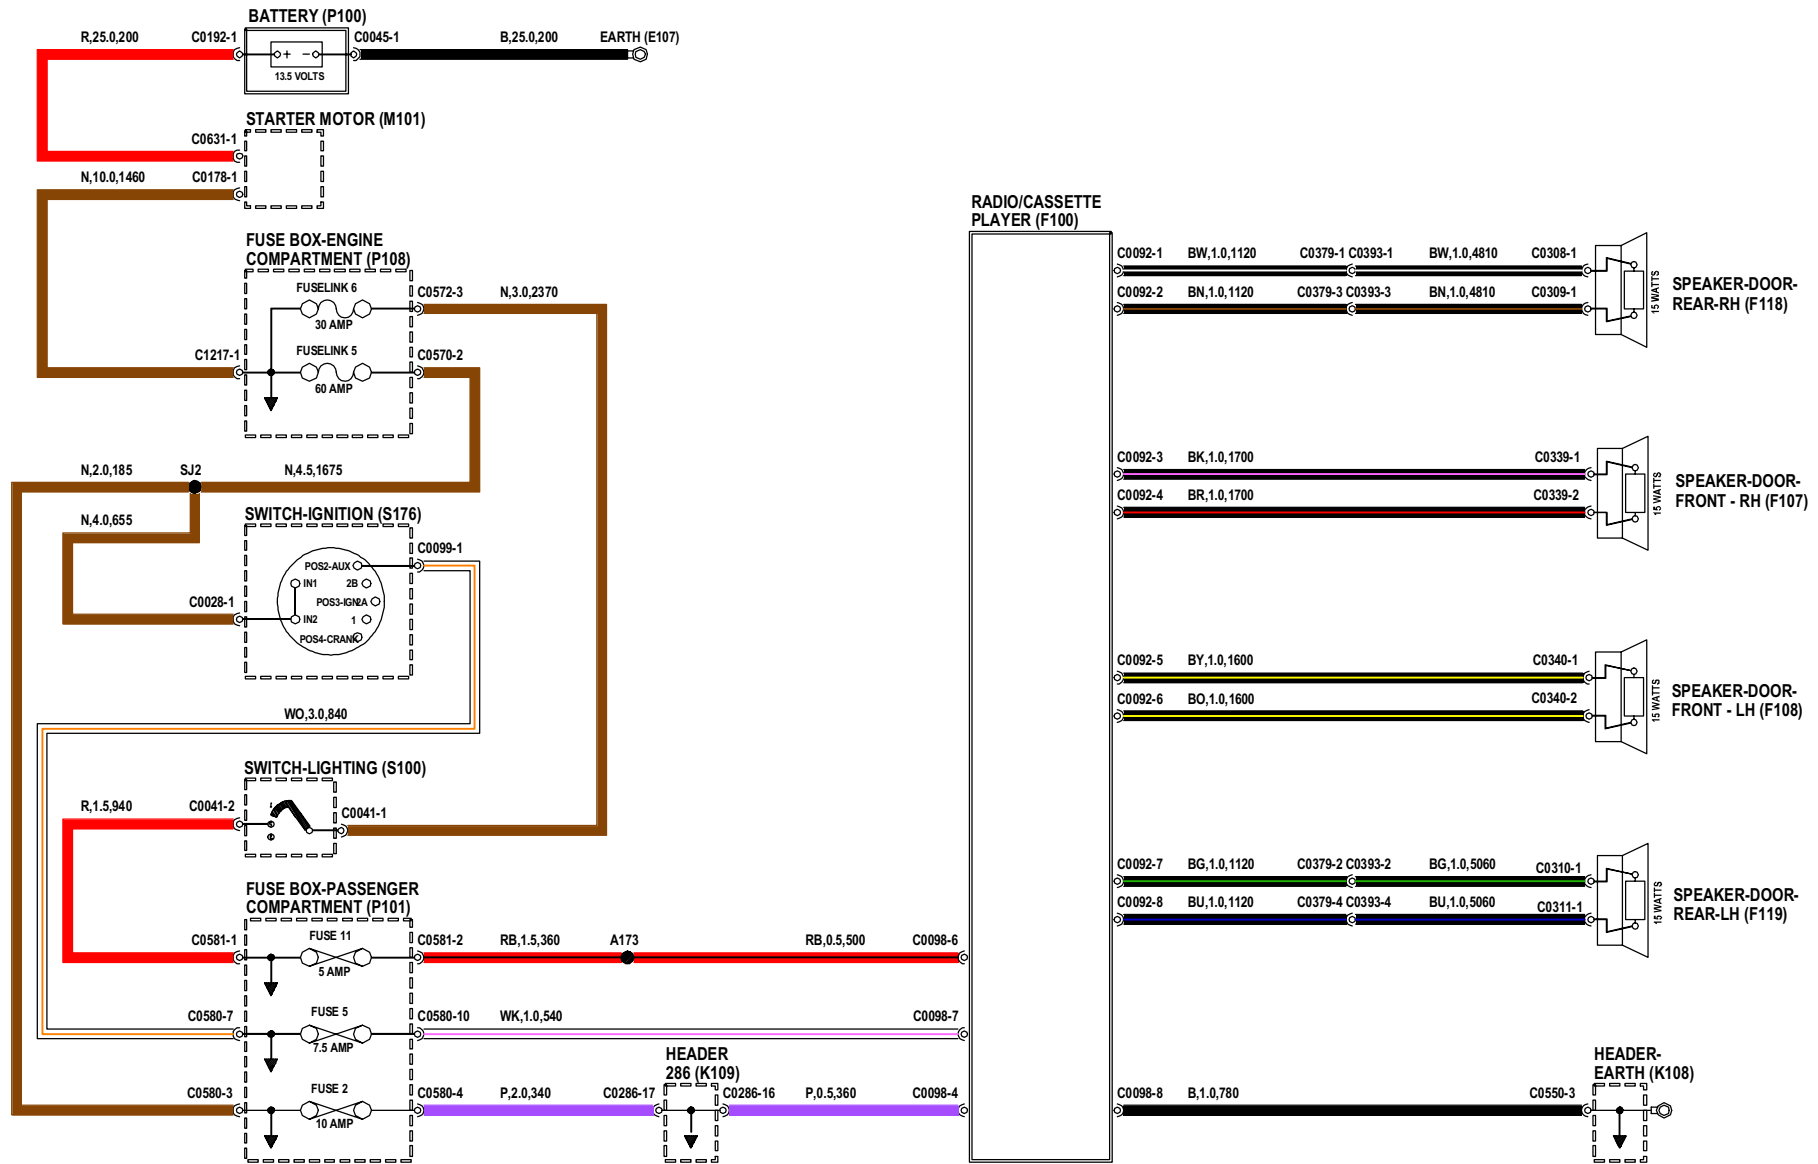 BATTERY (P100)
R,25.0,200
C0192-1
C0045-1
B,25.0,200
EARTH (E107)
+ −
13.5 VOLTS
STARTER MOTOR (M101)
C0631-1
N,10.0,1460
C0178-1
FUSE BOX-ENGINE
COMPARTMENT (P108)
FUSELINK 6
30 AMP
C0572-3
N,3.0,2370
C1217-1
FUSELINK 5
60 AMP
C0570-2
N,2.0,185
SJ2
N,4.5,1675
N,4.0,655
SWITCH-IGNITION (S176)
C0099-1
POS2-AUX
IN1
2B
POS3-IGN2A
C0028-1
IN2
1
POS4-CRANK
WO,3.0,840
SWITCH-LIGHTING (S100)
R,1.5,940
C0041-2
C0041-1
FUSE BOX-PASSENGER
COMPARTMENT (P101)
C0581-1
FUSE 11
5 AMP
C0581-2
RB,1.5,360
A173
RB,0.5,500
C0098-6
C0580-7
FUSE 5
7.5 AMP
C0580-10
WK,1.0,540
C0098-7
HEADER
286 (K109)
C0580-3
FUSE 2
10 AMP
C0580-4
P,2.0,340
C0286-17
C0286-16
P,0.5,360
C0098-4
RADIO/CASSETTE
PLAYER (F100)
C0092-1
BW,1.0,1120
C0379-1 C0393-1
BW,1.0,4810
C0308-1
C0092-2
BN,1.0,1120
C0379-3 C0393-3
BN,1.0,4810
C0309-1
15 WATTS
SPEAKER-DOOR-
REAR-RH (F118)
C0092-3
BK,1.0,1700
C0339-1
C0092-4
BR,1.0,1700
C0339-2
15 WATTS
SPEAKER-DOOR-
FRONT - RH (F107)
C0092-5
BY,1.0,1600
C0340-1
C0092-6
BO,1.0,1600
C0340-2
15 WATTS
SPEAKER-DOOR-
FRONT - LH (F108)
C0092-7
BG,1.0,1120
C0379-2 C0393-2
BG,1.0,5060
C0310-1
C0092-8
BU,1.0,1120
C0379-4 C0393-4
BU,1.0,5060
C0311-1
15 WATTS
SPEAKER-DOOR-
REAR-LH (F119)
HEADER-
EARTH (K108)
C0098-8
B,1.0,780
C0550-3